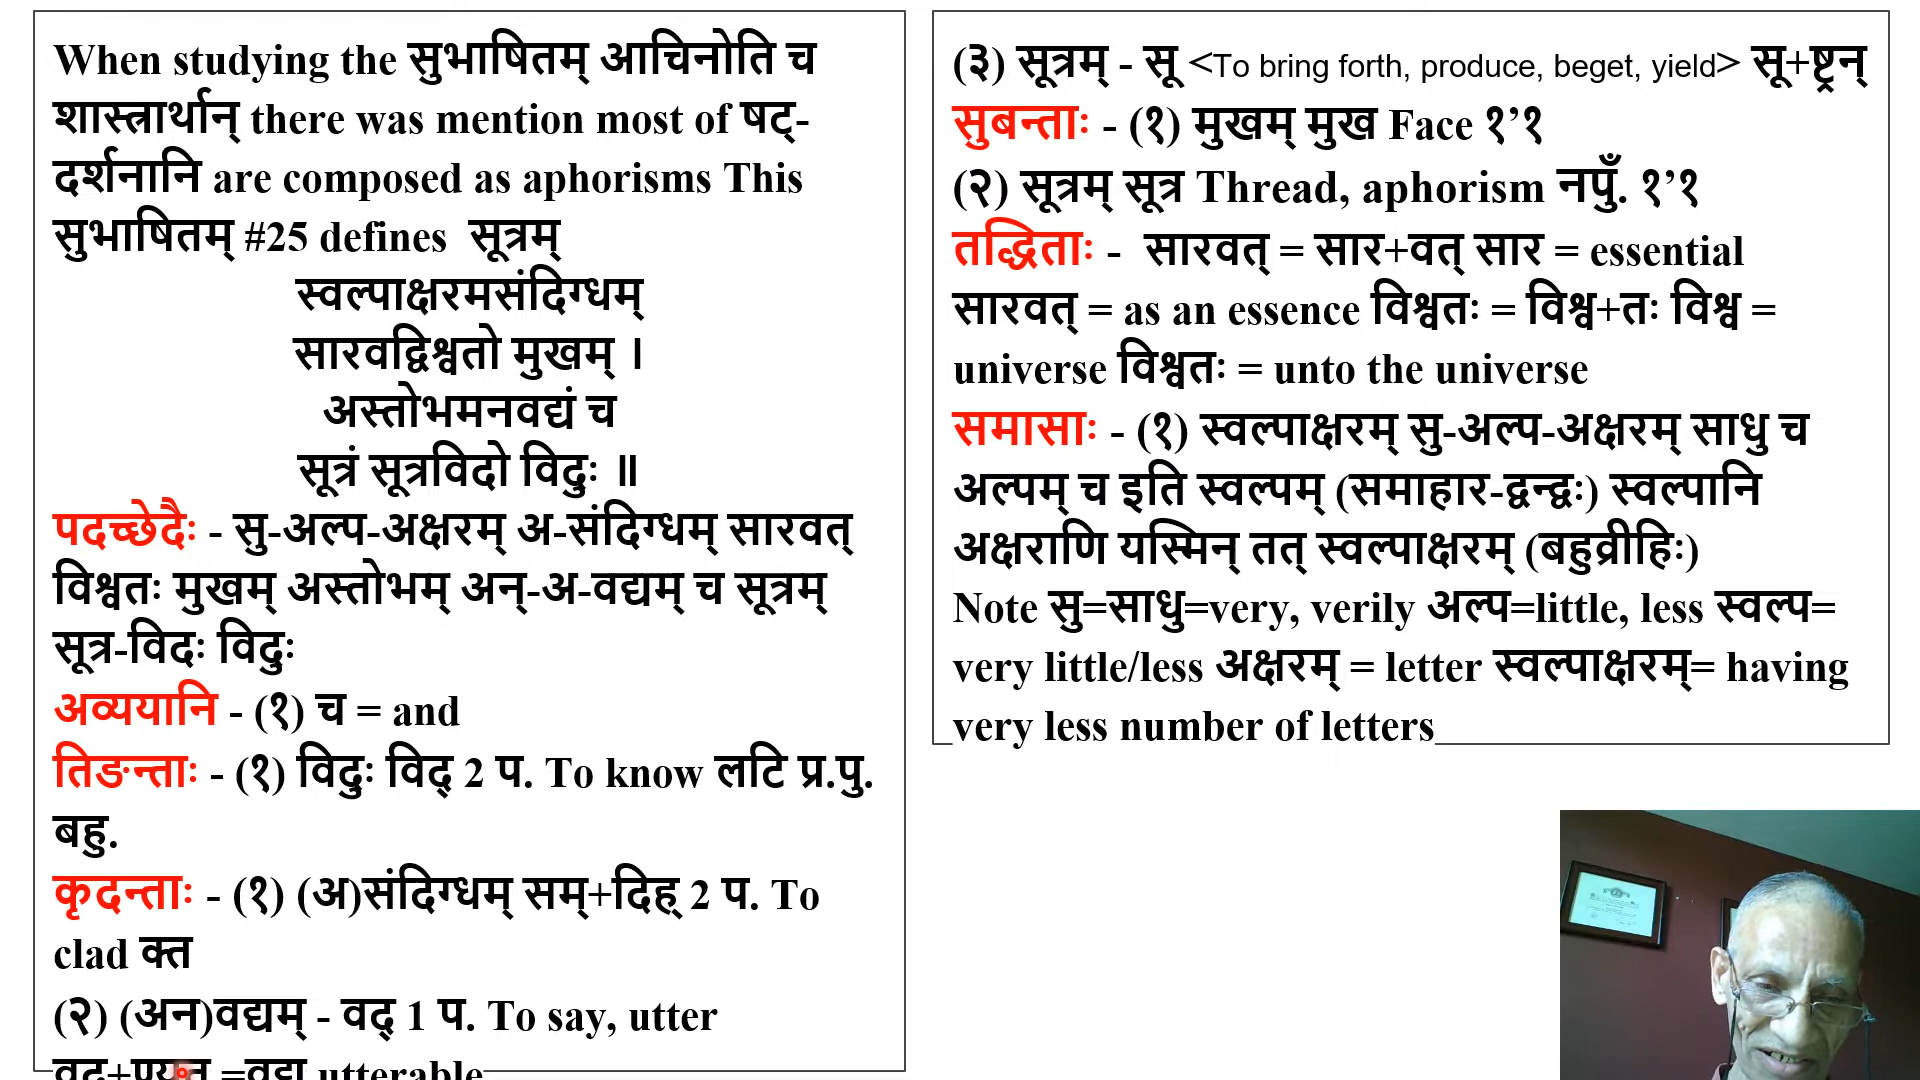 When studying the सुभाषितम् आचिनोति च
शास्त्रार्थान् there was mention most of षट्-
दर्शनानि are composed as aphorisms This
सुभाषितम् #25 defines सूत्रम्
स्वल्पाक्षरमसंदिग्धम्
सारवद्विश्वतो मुखम् ।
अस्तोभमनवद्यं च
सूत्रं सूत्रविदो विदुः ॥
पदच्छेदैः - सु-अल्प-अक्षरम् अ-संदिग्धम् सारवत्
विश्वतः मुखम् अस्तोभम् अन्-अ-वद्यम् च सूत्रम्
सूत्र-विदः विदुः
अव्ययानि - (१) च = and
तिङन्ताः - (१) विदुः विद् 2 प. To know लटि प्र.पु.
बहु.
कृदन्ताः - (१) (अ)संदिग्धम् सम्+दिह् 2 प. To
clad क्त
(२) (अन)वद्यम् - वद् 1 प. To say, utter
वद्+ण्यत् =वद्य utterable
(३) सूत्रम् - सू <To bring forth, produce, beget, yield> सू+ष्ट्रन्
सुबन्ताः - (१) मुखम् मुख Face १’१
(२) सूत्रम् सूत्र Thread, aphorism नपुँ. १’१
तद्धिताः - सारवत् = सार+वत् सार = essential
सारवत् = as an essence विश्वतः = विश्व+तः विश्व =
universe विश्वतः = unto the universe
समासाः - (१) स्वल्पाक्षरम् सु-अल्प-अक्षरम् साधु च
अल्पम् च इति स्वल्पम् (समाहार-द्वन्द्वः) स्वल्पानि
अक्षराणि यस्मिन् तत् स्वल्पाक्षरम् (बहुव्रीहिः)
Note सु=साधु=very, verily अल्प=little, less स्वल्प=
very little/less अक्षरम् = letter स्वल्पाक्षरम्= having
very less number of letters